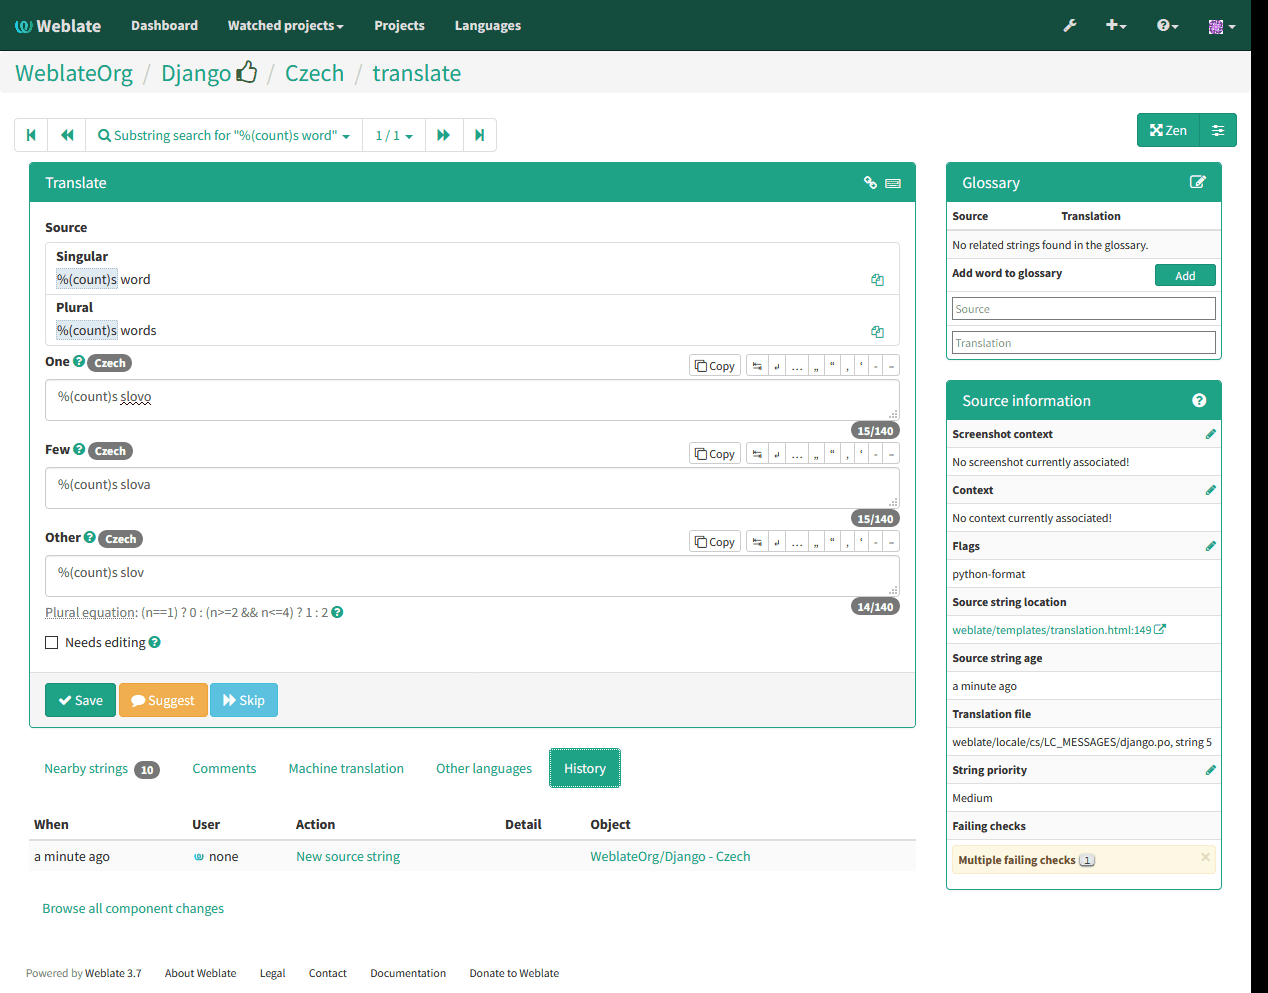 Weblate Dashboard Watched projects Projects Languages
WeblateOrg / Django / Czech / translate
Substring search for "%(count)s word" 1 / 1
Zen
Translate
Source
Singular
%(count)s word
Plural
%(count)s words
One Czech Copy ↹ ↵ … „ “ ‚ ‘ - –
%(count)s slovo
15/140
Few Czech Copy ↹ ↵ … „ “ ‚ ‘ - –
%(count)s slova
15/140
Other Czech Copy ↹ ↵ … „ “ ‚ ‘ - –
%(count)s slov
14/140
Plural equation: (n==1) ? 0 : (n>=2 && n<=4) ? 1 : 2
Needs editing
Save Suggest Skip
Nearby strings 10 Comments Machine translation Other languages History
When User Action Detail Object
a minute ago none New source string WeblateOrg/Django - Czech
Browse all component changes
Glossary
Source Translation
No related strings found in the glossary.
Add word to glossary Add
Source
Translation
Source information
Screenshot context
No screenshot currently associated!
Context
No context currently associated!
Flags
python-format
Source string location
weblate/templates/translation.html:149
Source string age
a minute ago
Translation file
weblate/locale/cs/LC_MESSAGES/django.po, string 5
String priority
Medium
Failing checks
Multiple failing checks 1 ×
Powered by Weblate 3.7 About Weblate Legal Contact Documentation Donate to Weblate